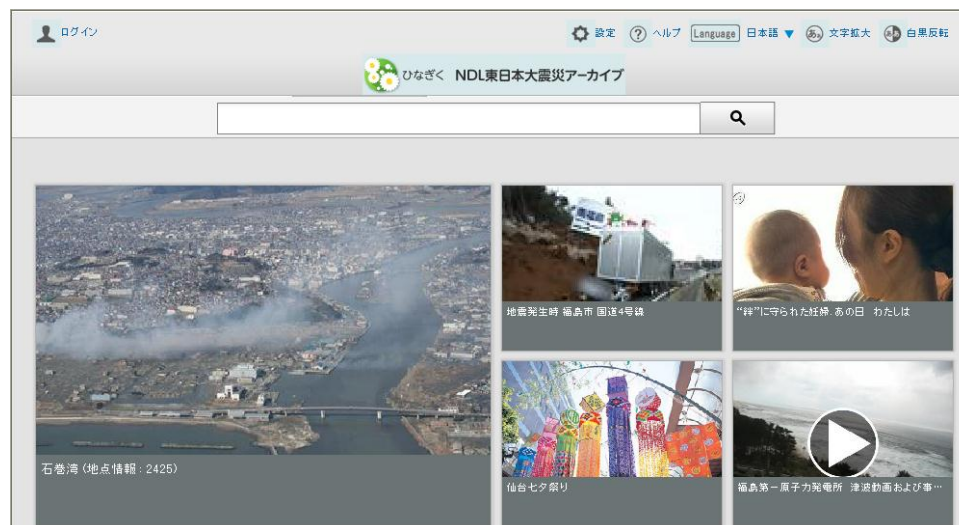 ログイン
設定 ヘルプ Language 日本語 ▼ あ 文字拡大 あ 白黒反転
ひなぎく NDL東日本大震災アーカイブ
地震発生時 福島市 国道4号線
“絆”に守られた妊婦.あの日 わたしは
石巻湾 (地点情報 : 2425)
仙台七夕祭り
福島第一原子力発電所 津波動画および事…